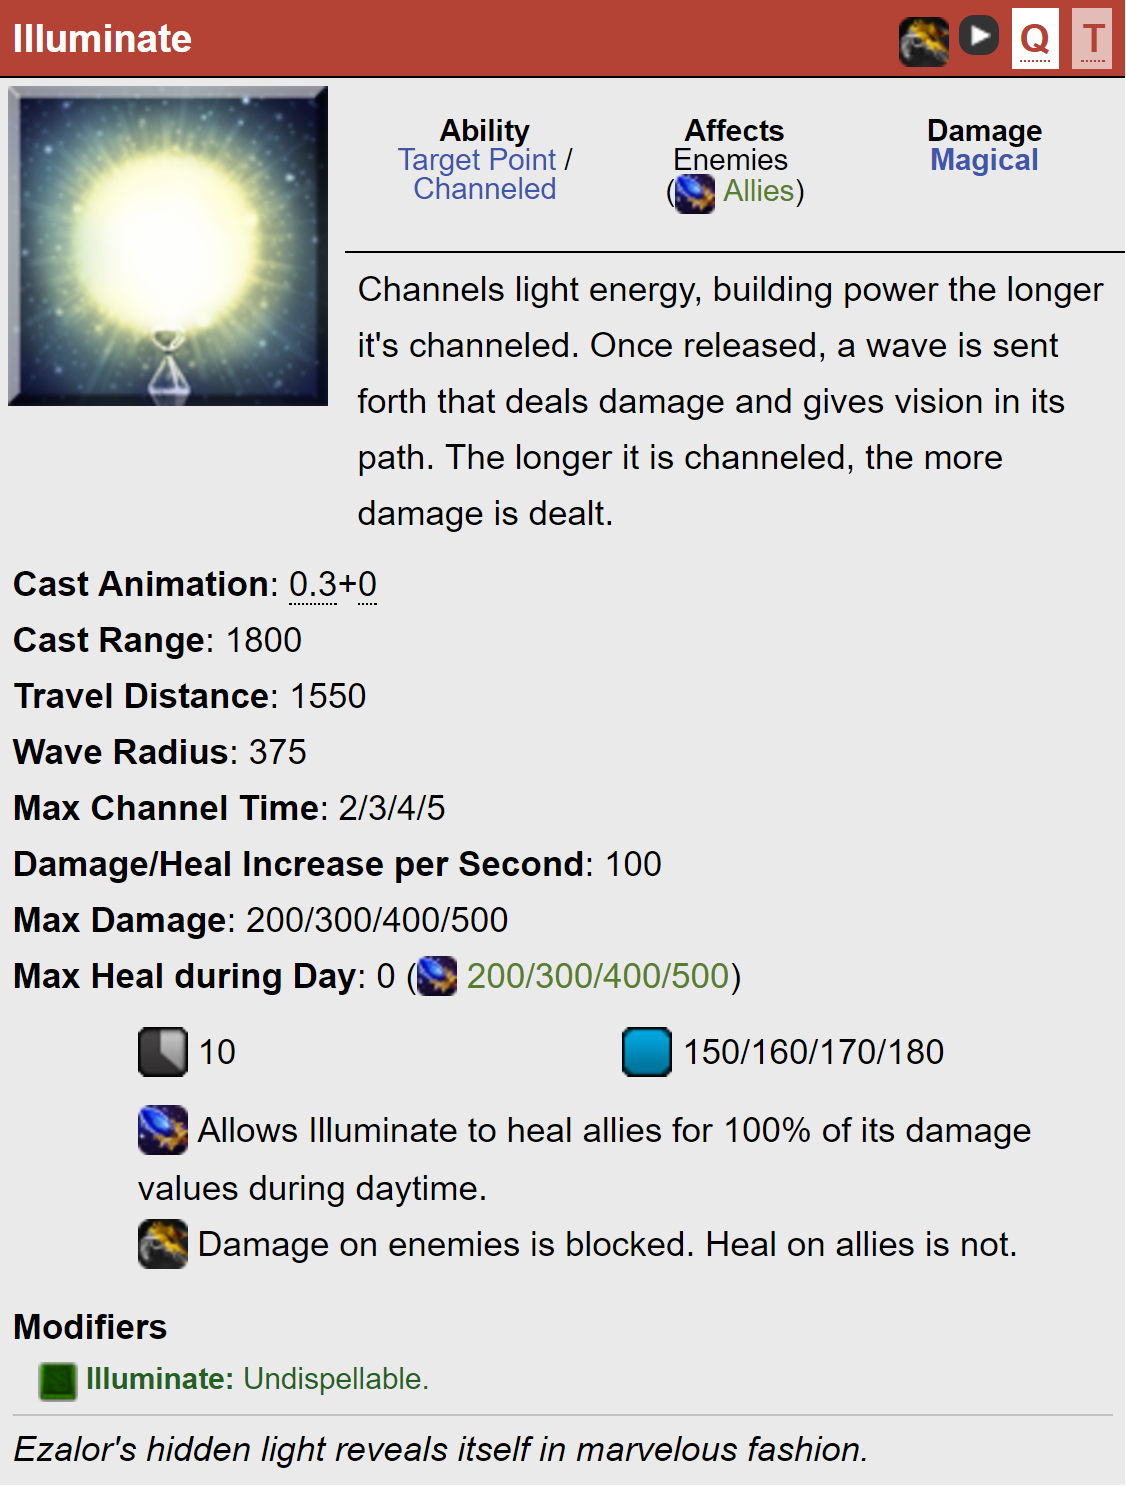 Illuminate
Q T
Ability
Target Point /
Channeled
Affects
Enemies
( Allies)
Damage
Magical
Channels light energy, building power the longer
it's channeled. Once released, a wave is sent
forth that deals damage and gives vision in its
path. The longer it is channeled, the more
damage is dealt.
Cast Animation: 0.3+0
Cast Range: 1800
Travel Distance: 1550
Wave Radius: 375
Max Channel Time: 2/3/4/5
Damage/Heal Increase per Second: 100
Max Damage: 200/300/400/500
Max Heal during Day: 0 ( 200/300/400/500)
10
150/160/170/180
Allows Illuminate to heal allies for 100% of its damage
values during daytime.
Damage on enemies is blocked. Heal on allies is not.
Modifiers
Illuminate: Undispellable.
Ezalor's hidden light reveals itself in marvelous fashion.